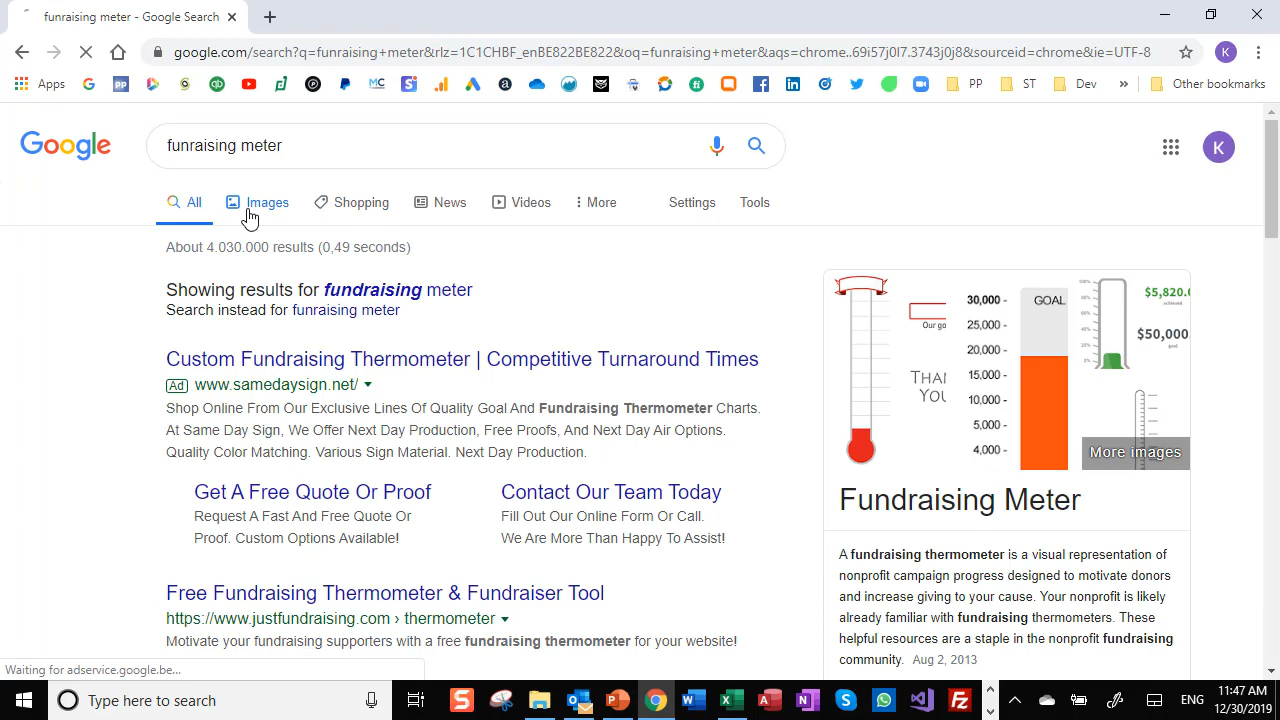 funraising meter - Google Search
google.com/search?q=funraising+meter&rlz=1C1CHBF_enBE822BE822&oq=funraising+meter&aqs=chrome..69i57j0l7.3743j0j8&sourceid=chrome&ie=UTF-8
K
Apps
PP
ST
Dev
Other bookmarks
Google
funraising meter
K
All
Images
Shopping
News
Videos
More
Settings
Tools
About 4.030.000 results (0,49 seconds)
Showing results for fundraising meter
Search instead for funraising meter
Custom Fundraising Thermometer | Competitive Turnaround Times
Ad www.samedaysign.net/
Shop Online From Our Exclusive Lines Of Quality Goal And Fundraising Thermometer Charts.
At Same Day Sign, We Offer Next Day Production, Free Proofs, And Next Day Air Options.
Quality Color Matching. Various Sign Material. Next Day Production.
Get A Free Quote Or Proof
Request A Fast And Free Quote Or
Proof. Custom Options Available!
Contact Our Team Today
Fill Out Our Online Form Or Call.
We Are More Than Happy To Assist!
Free Fundraising Thermometer & Fundraiser Tool
https://www.justfundraising.com › thermometer
Motivate your fundraising supporters with a free fundraising thermometer for your website!
Our go
THAN
YOU
30,000 -
25,000 -
20,000 -
15,000 -
10,000 -
5,000 -
4,000 -
GOAL
$5,820.0
achieved
$50,000
goal
More images
Fundraising Meter
A fundraising thermometer is a visual representation of
nonprofit campaign progress designed to motivate donors
and increase giving to your cause. Your nonprofit is likely
already familiar with fundraising thermometers. These
helpful resources are a staple in the nonprofit fundraising
community. Aug 2, 2013
Waiting for adservice.google.be...
Type here to search
ENG
11:47 AM
12/30/2019